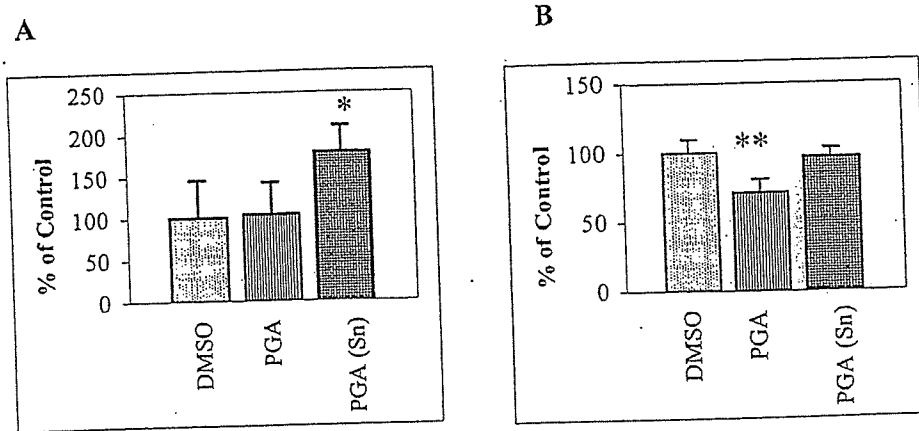 A
250
200
150
100
50
0
% of Control
*
DMSO
PGA
PGA (Sn)
B
150
100
50
0
% of Control
**
DMSO
PGA
PGA (Sn)